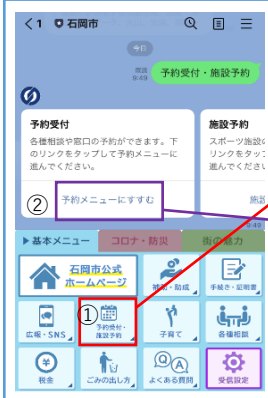 < 1 石岡市
今日
既読
9:49
予約受付・施設予約
予約受付
各種相談や窓口の予約ができます。下
のリンクをタップして予約メニューに
進んでください。
② 予約メニューにすすむ
施設予約
スポーツ施設
リンクをタッ
進んでくださ
施設
9:49
▶基本メニュー
コロナ・防災
街の魅力
石岡市公式
ホームページ
補助・助成
手続き・証明書
広報・SNS
①
予約受付・
施設予約
子育て
各種相談
税金
ごみの出し方
Q A
よくある質問
受信設定